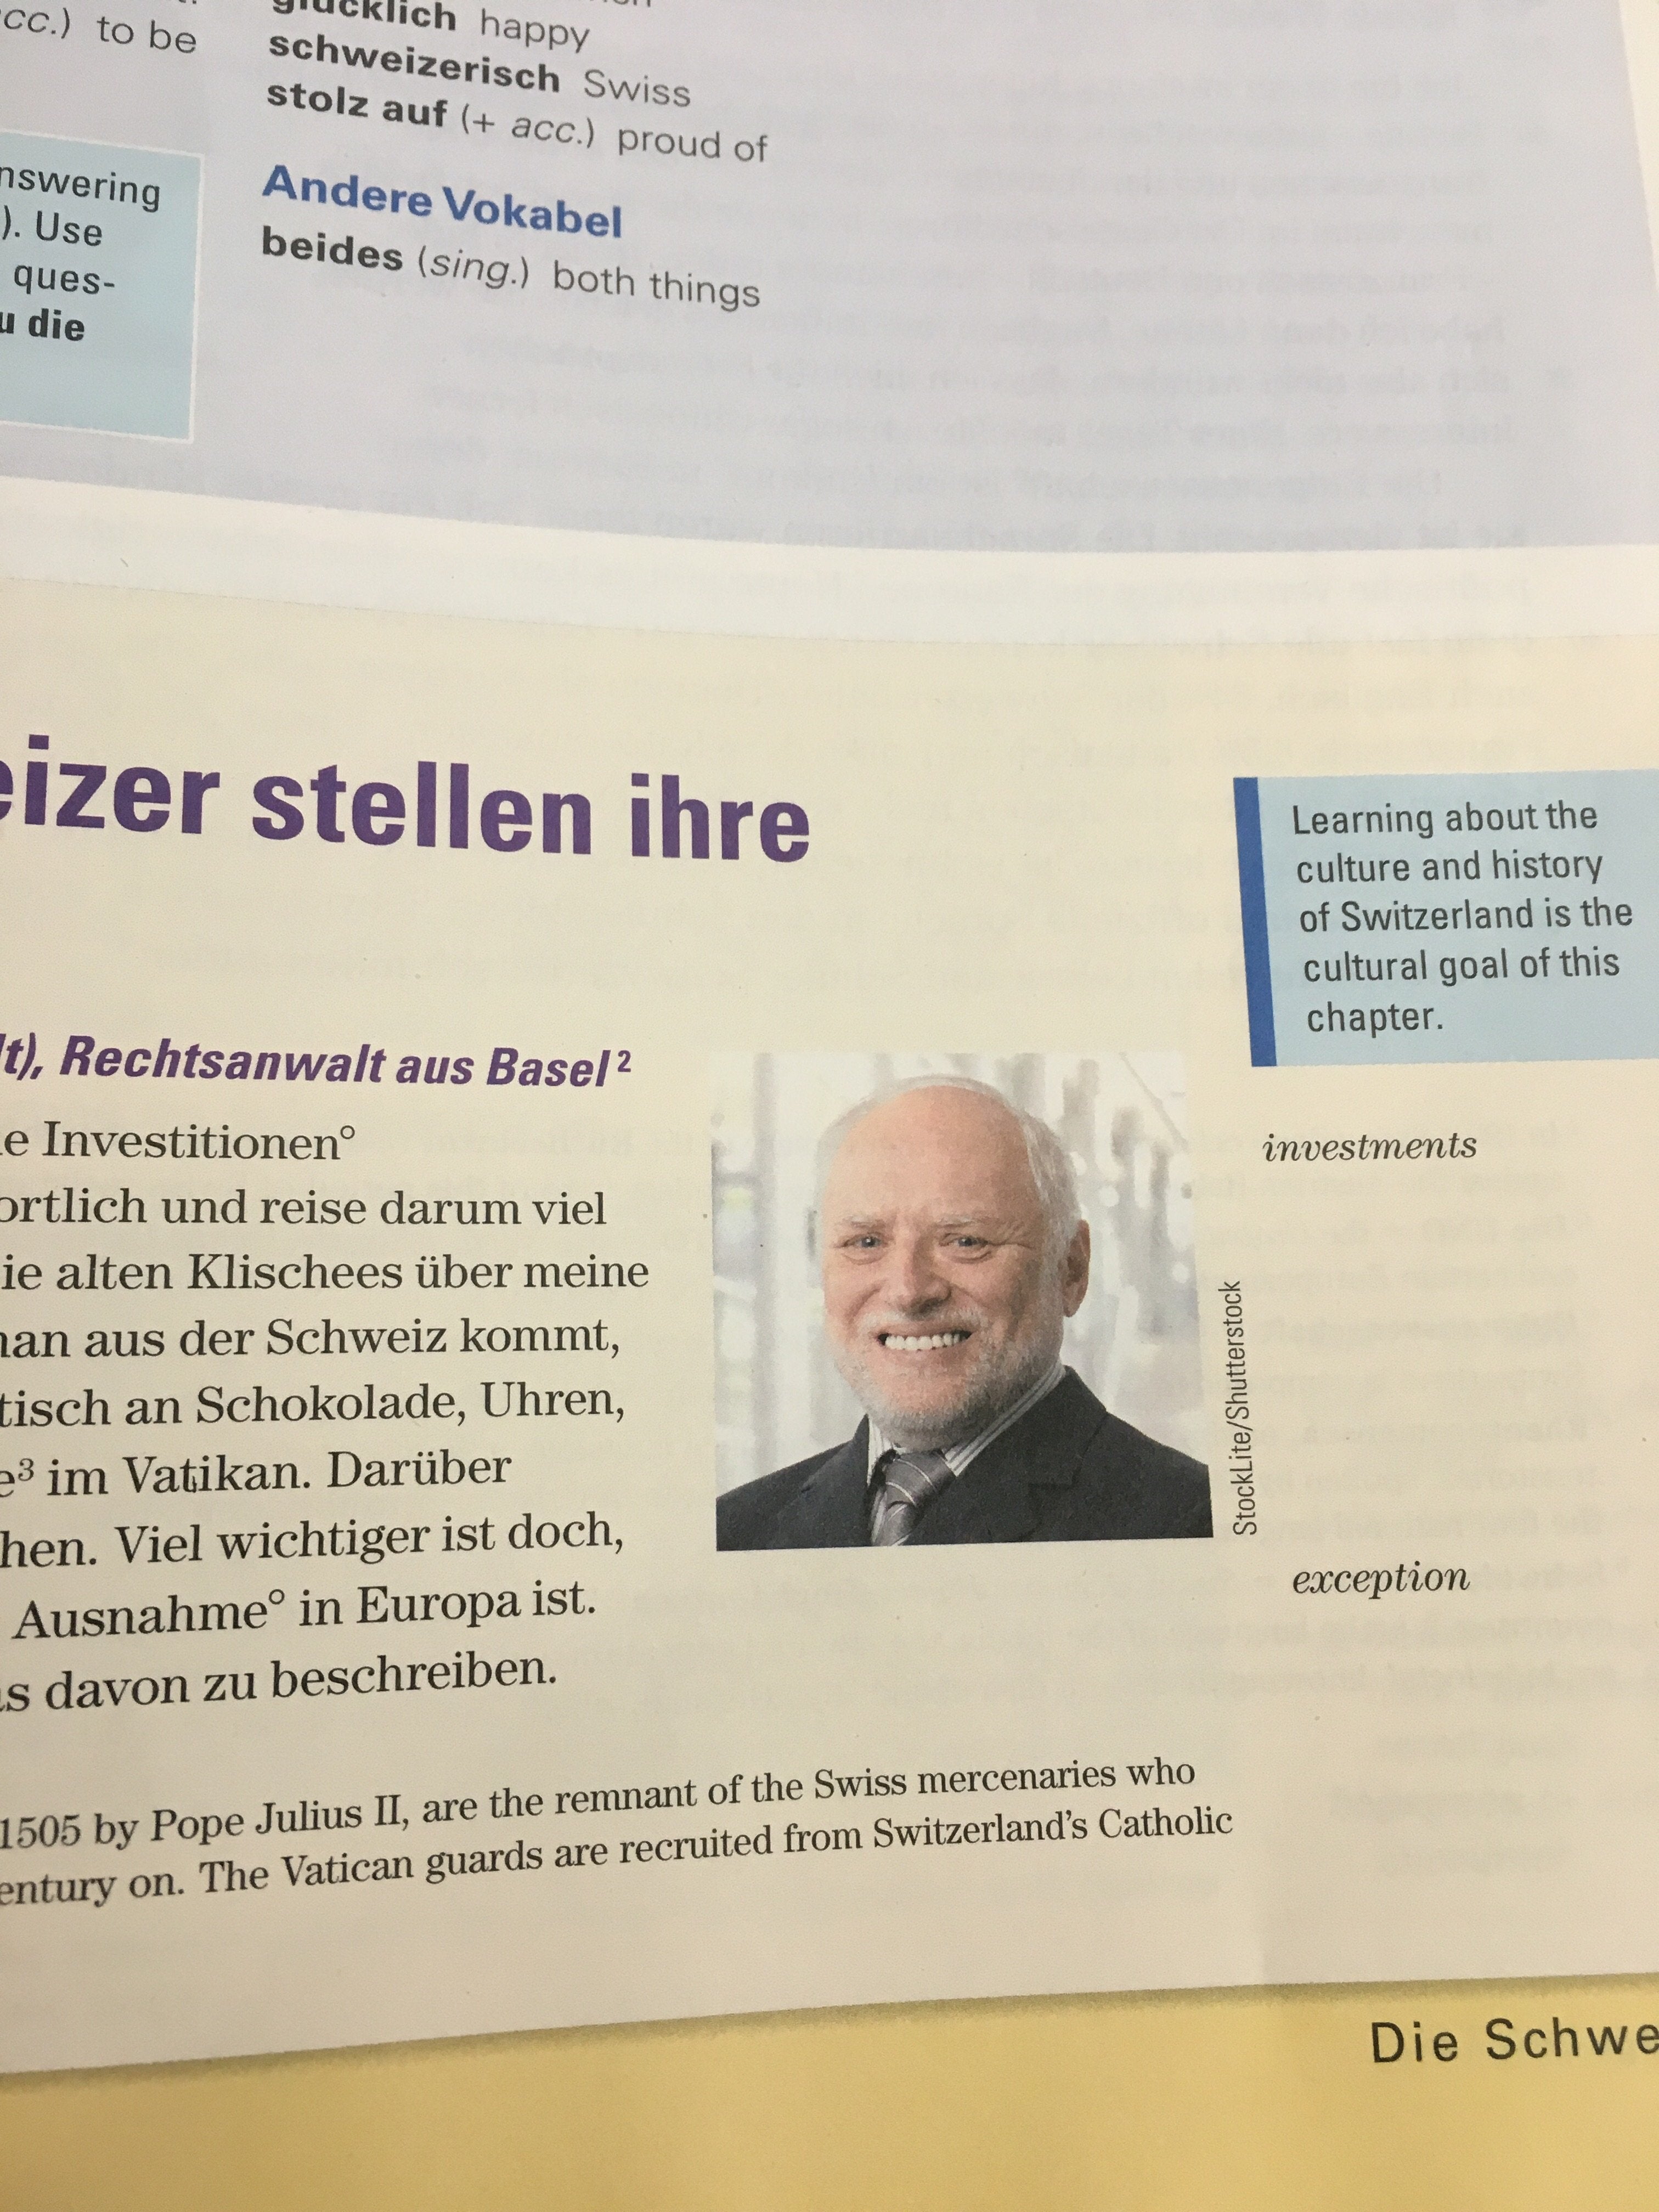 acc.) to be
nswering
). Use
ques-
u die
glücklich happy
schweizerisch Swiss
stolz auf (+ acc.) proud of
Andere Vokabel
beides (sing.) both things
eizer stellen ihre
Learning about the
culture and history
of Switzerland is the
cultural goal of this
chapter.
lt), Rechtsanwalt aus Basel²
ie Investitionen°
investments
ortlich und reise darum viel
ie alten Klischees über meine
nan aus der Schweiz kommt,
tisch an Schokolade, Uhren,
e³ im Vatikan. Darüber
hen. Viel wichtiger ist doch,
Ausnahme° in Europa ist.
exception
as davon zu beschreiben.
StockLite/Shutterstock
1505 by Pope Julius II, are the remnant of the Swiss mercenaries who
entury on. The Vatican guards are recruited from Switzerland's Catholic
Die Schwe